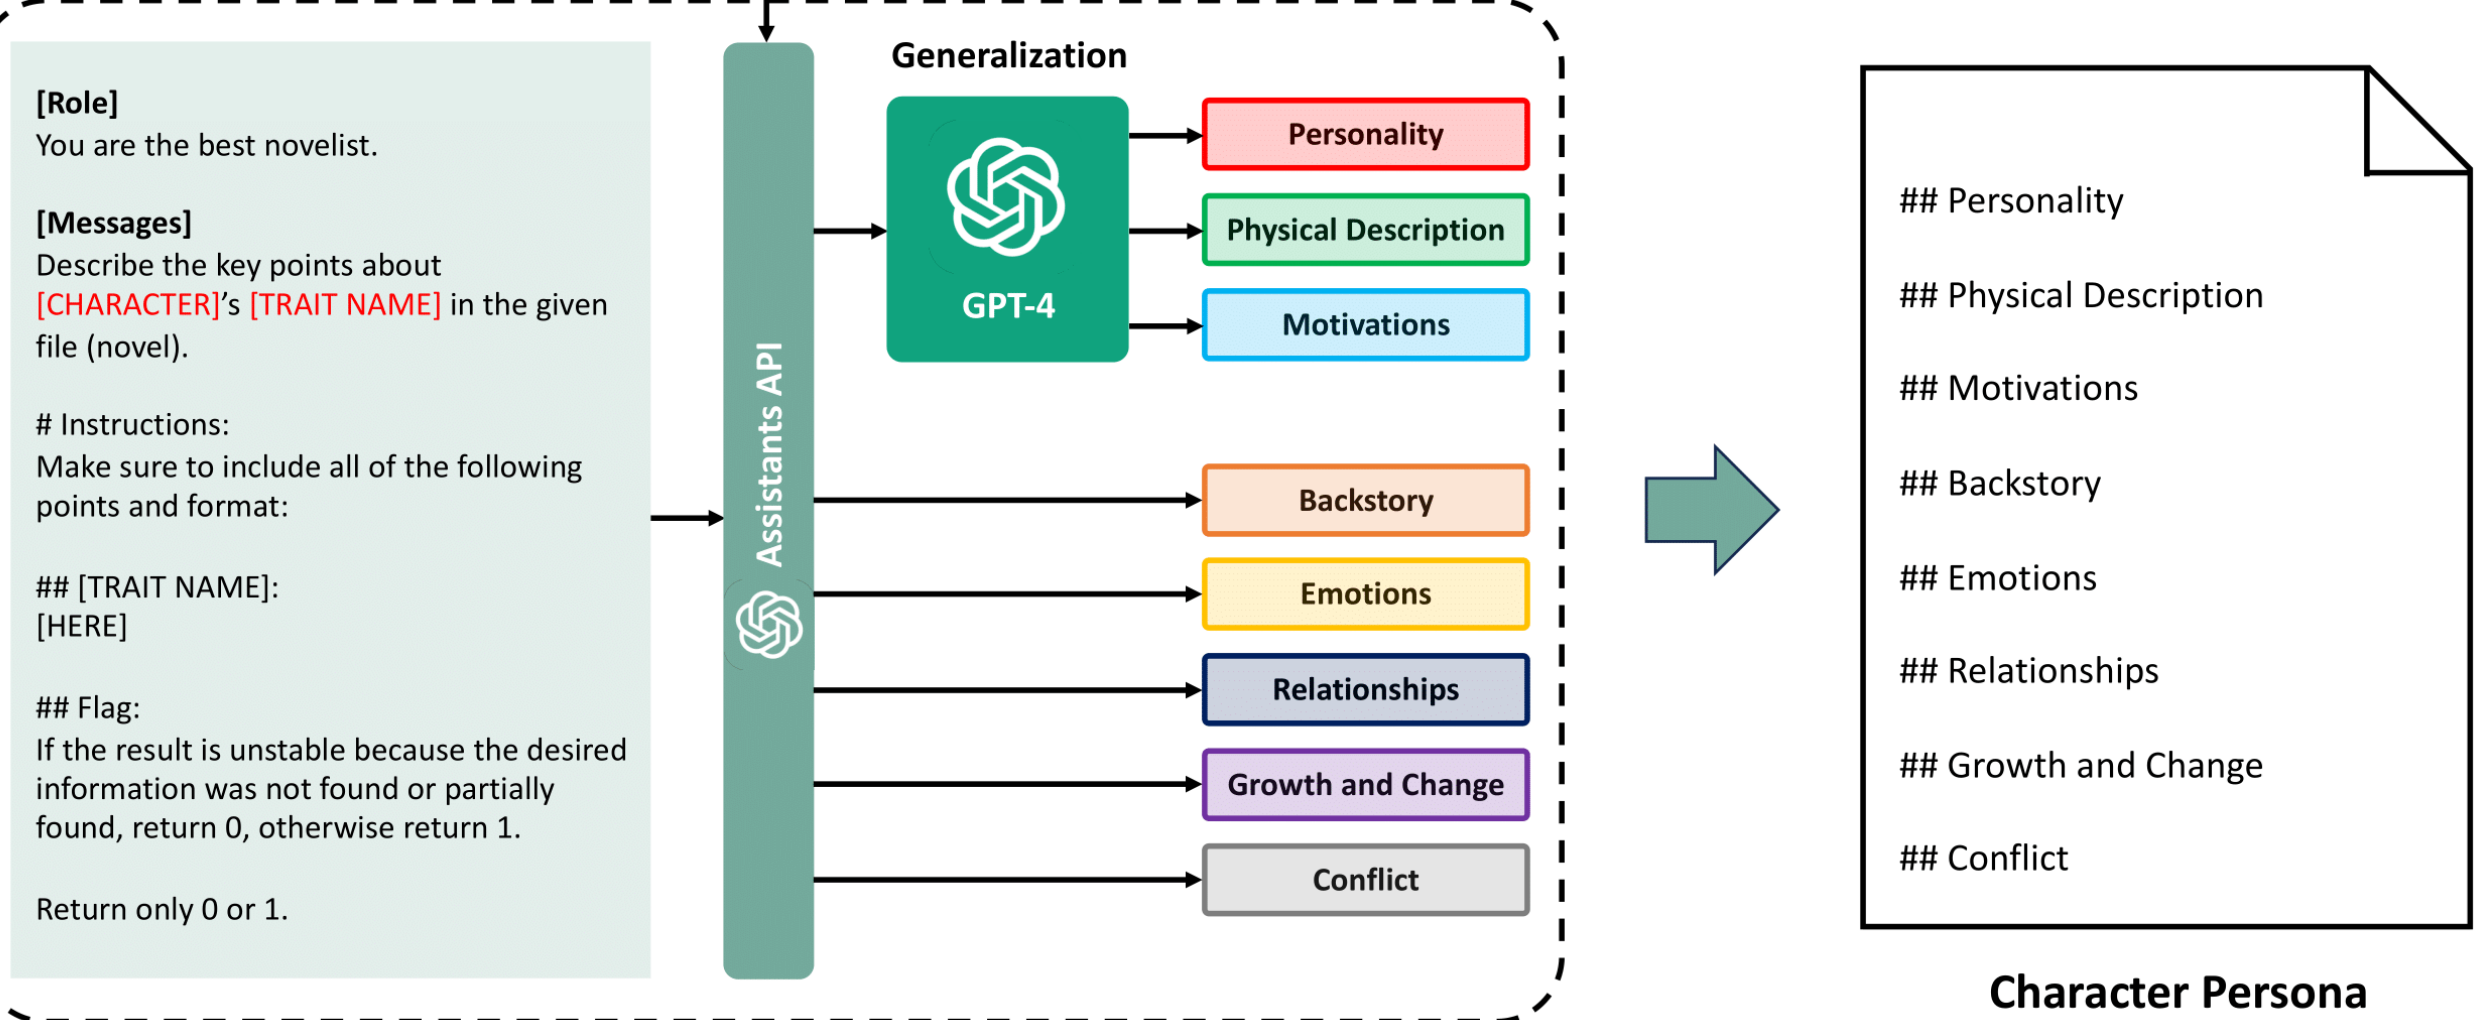 [Role]
You are the best novelist.
[Messages]
Describe the key points about
[CHARACTER]’s [TRAIT NAME] in the given
file (novel).
# Instructions:
Make sure to include all of the following
points and format:
## [TRAIT NAME]:
[HERE]
## Flag:
If the result is unstable because the desired
information was not found or partially
found, return 0, otherwise return 1.
Return only 0 or 1.
Assistants API
Generalization
GPT-4
Personality
Physical Description
Motivations
Backstory
Emotions
Relationships
Growth and Change
Conflict
## Personality
## Physical Description
## Motivations
## Backstory
## Emotions
## Relationships
## Growth and Change
## Conflict
Character Persona